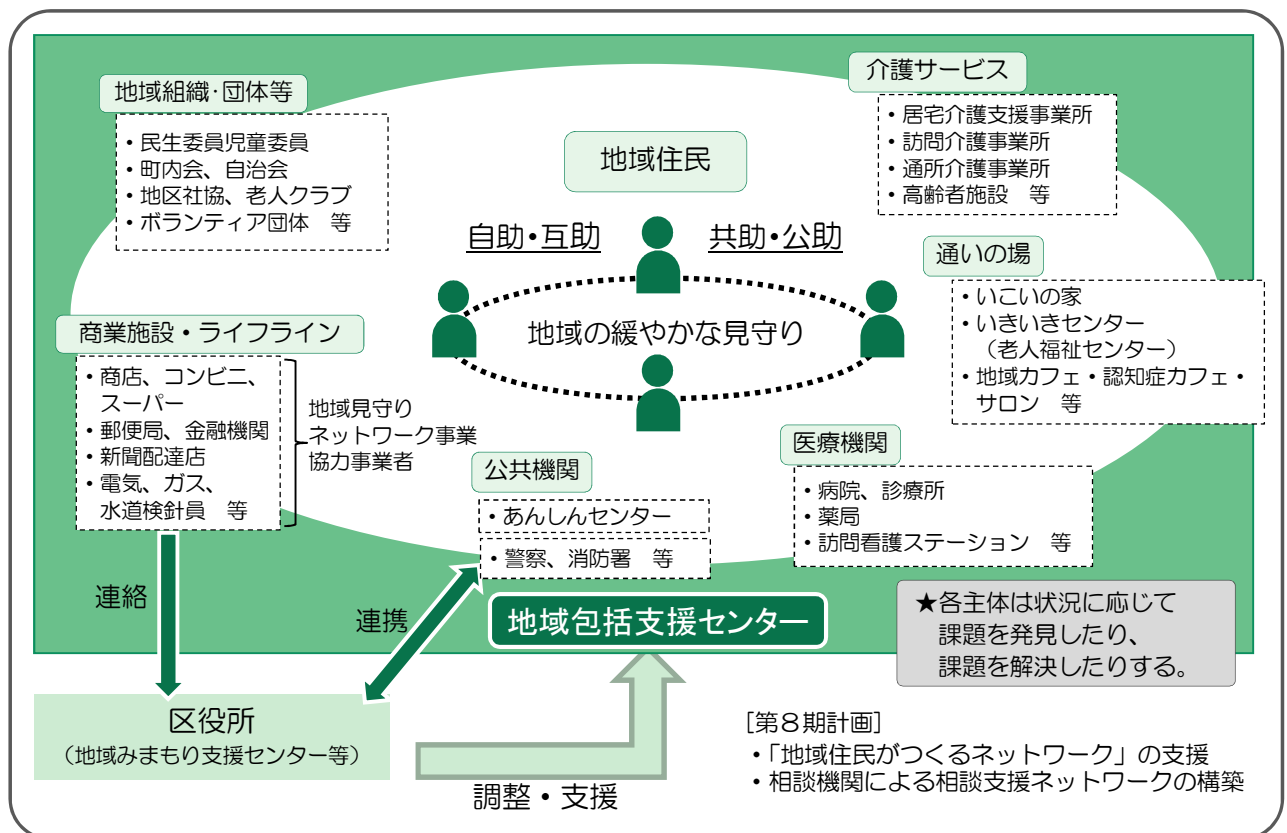 地域組織・団体等
・民生委員児童委員
・町内会、自治会
・地区社協、老人クラブ
・ボランティア団体　等
地域住民
介護サービス
・居宅介護支援事業所
・訪問介護事業所
・通所介護事業所
・高齢者施設　等
自助・互助
共助・公助
地域の緩やかな見守り
通いの場
・いこいの家
・いきいきセンター
（老人福祉センター）
・地域カフェ・認知症カフェ・
サロン　等
商業施設・ライフライン
・商店、コンビニ、
スーパー
・郵便局、金融機関
・新聞配達店
・電気、ガス、
水道検針員　等
地域見守り
ネットワーク事業
協力事業者
公共機関
・あんしんセンター
・警察、消防署　等
医療機関
・病院、診療所
・薬局
・訪問看護ステーション　等
連絡
連携
地域包括支援センター
★各主体は状況に応じて
課題を発見したり、
課題を解決したりする。
区役所
（地域みまもり支援センター等）
調整・支援
［第８期計画］
・「地域住民がつくるネットワーク」の支援
・相談機関による相談支援ネットワークの構築